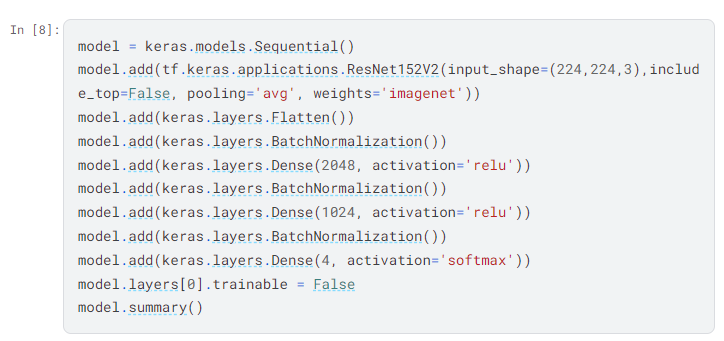 In [8]:
model = keras.models.Sequential()
model.add(tf.keras.applications.ResNet152V2(input_shape=(224,224,3),includ
e_top=False, pooling='avg', weights='imagenet'))
model.add(keras.layers.Flatten())
model.add(keras.layers.BatchNormalization())
model.add(keras.layers.Dense(2048, activation='relu'))
model.add(keras.layers.BatchNormalization())
model.add(keras.layers.Dense(1024, activation='relu'))
model.add(keras.layers.BatchNormalization())
model.add(keras.layers.Dense(4, activation='softmax'))
model.layers[0].trainable = False
model.summary()